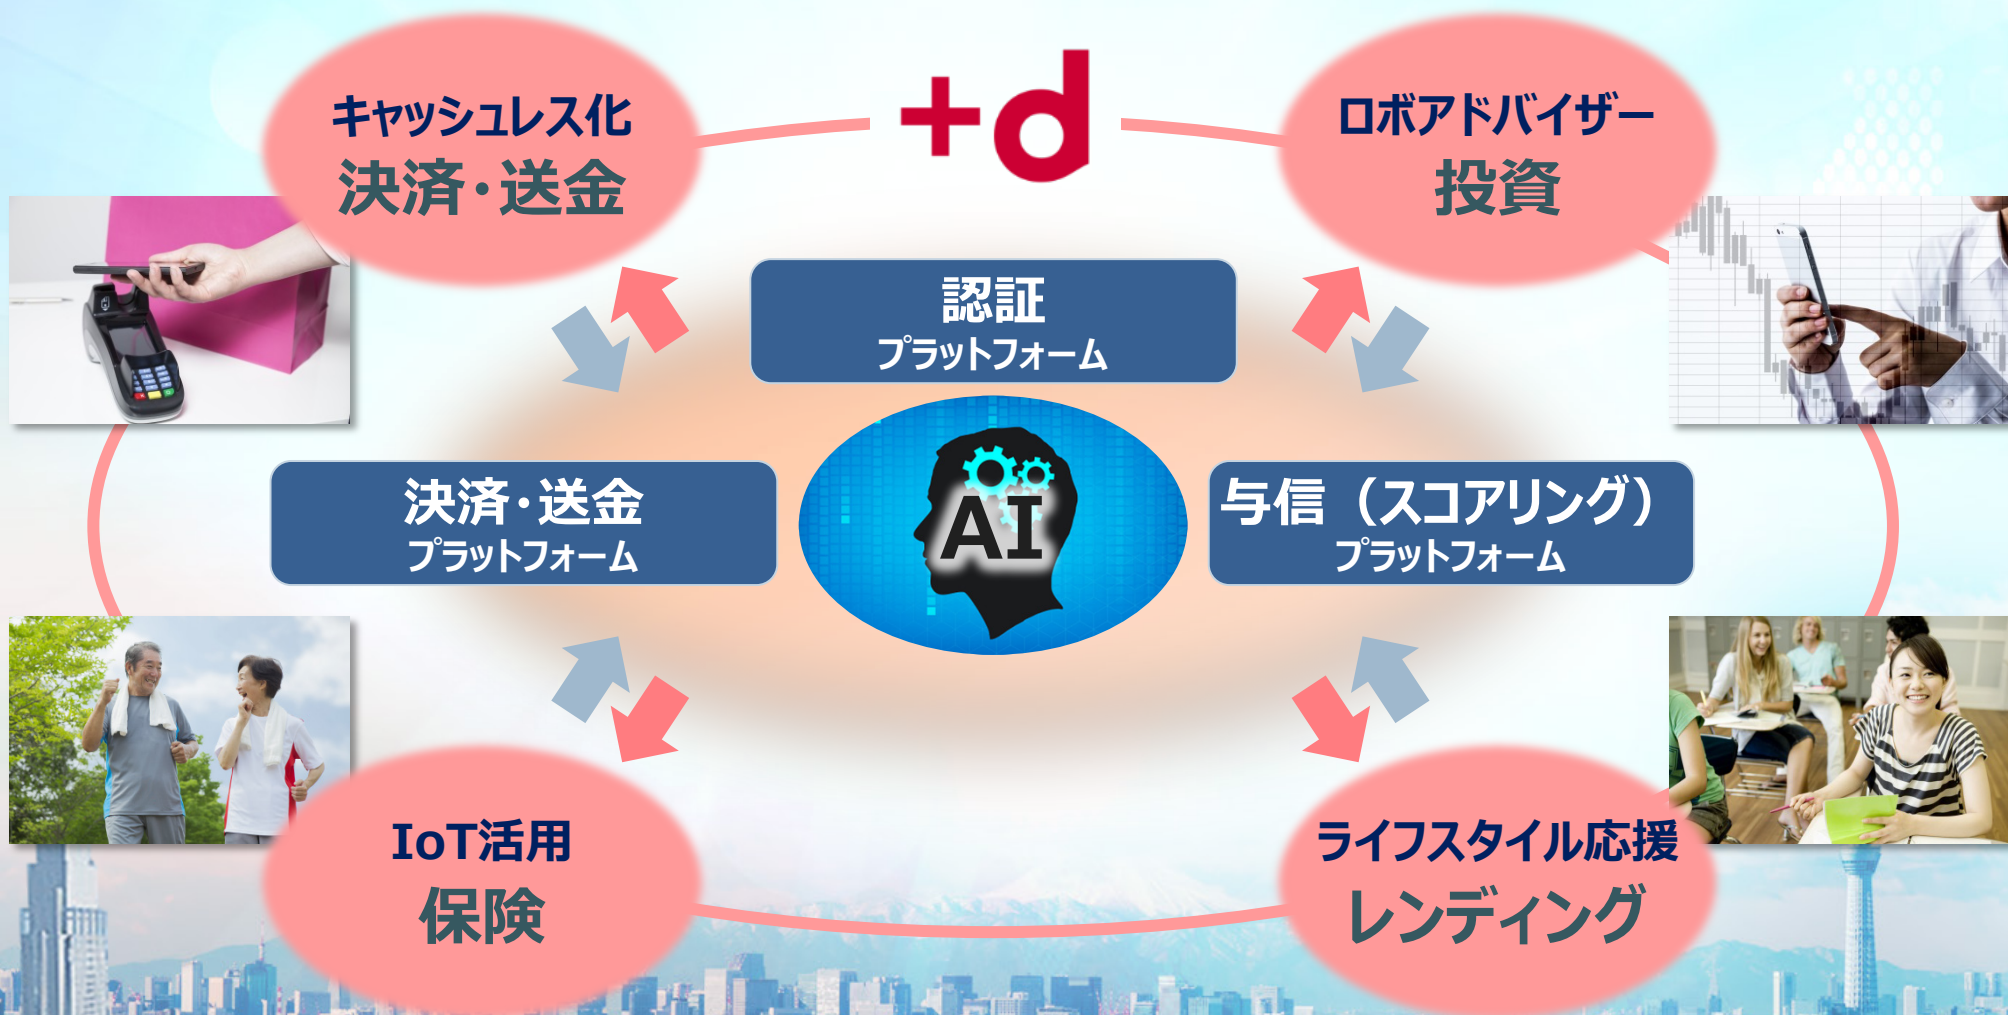 キャッシュレス化
決済・送金
+d
ロボアドバイザー
投資
認証
プラットフォーム
決済・送金
プラットフォーム
AI
与信（スコアリング）
プラットフォーム
IoT活用
保険
ライフスタイル応援
レンディング